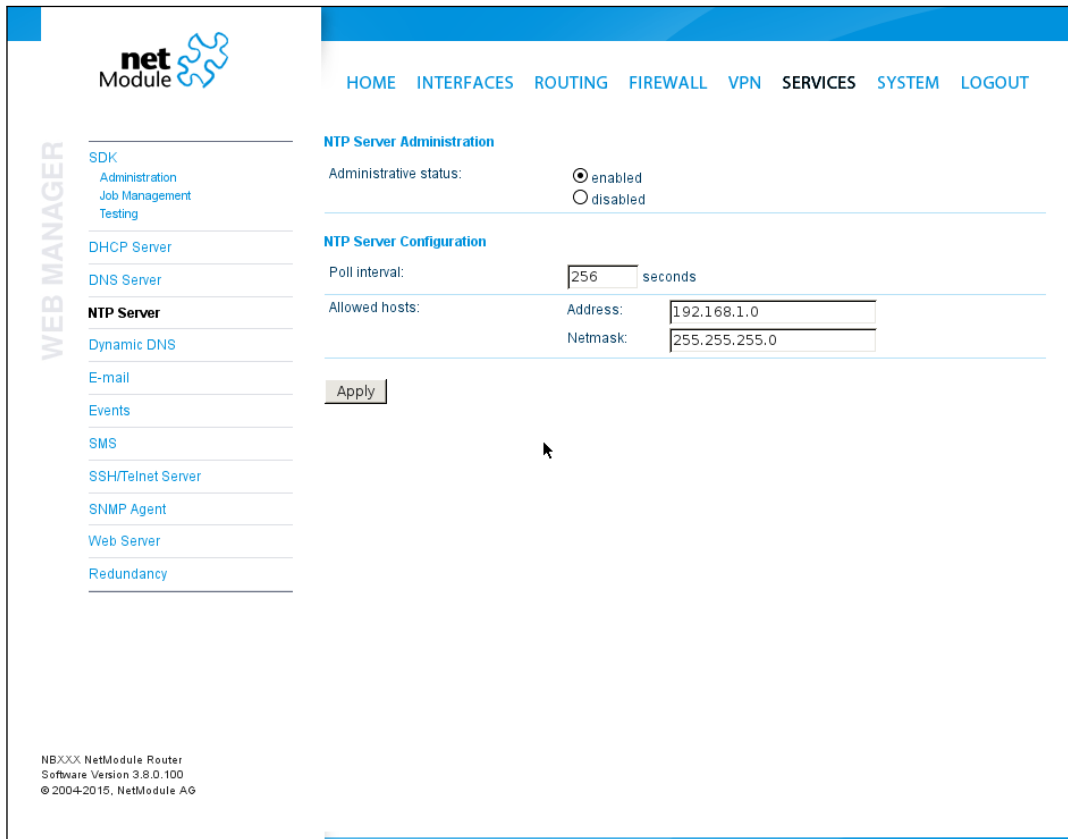 net
Module
HOME INTERFACES ROUTING FIREWALL VPN SERVICES SYSTEM LOGOUT
WEB MANAGER
SDK
Administration
Job Management
Testing
DHCP Server
DNS Server
NTP Server
Dynamic DNS
E-mail
Events
SMS
SSH/Telnet Server
SNMP Agent
Web Server
Redundancy
NTP Server Administration
Administrative status: enabled
disabled
NTP Server Configuration
Poll interval: 256 seconds
Allowed hosts: Address: 192.168.1.0
Netmask: 255.255.255.0
Apply
NBXXX NetModule Router
Software Version 3.8.0.100
© 2004-2015, NetModule AG